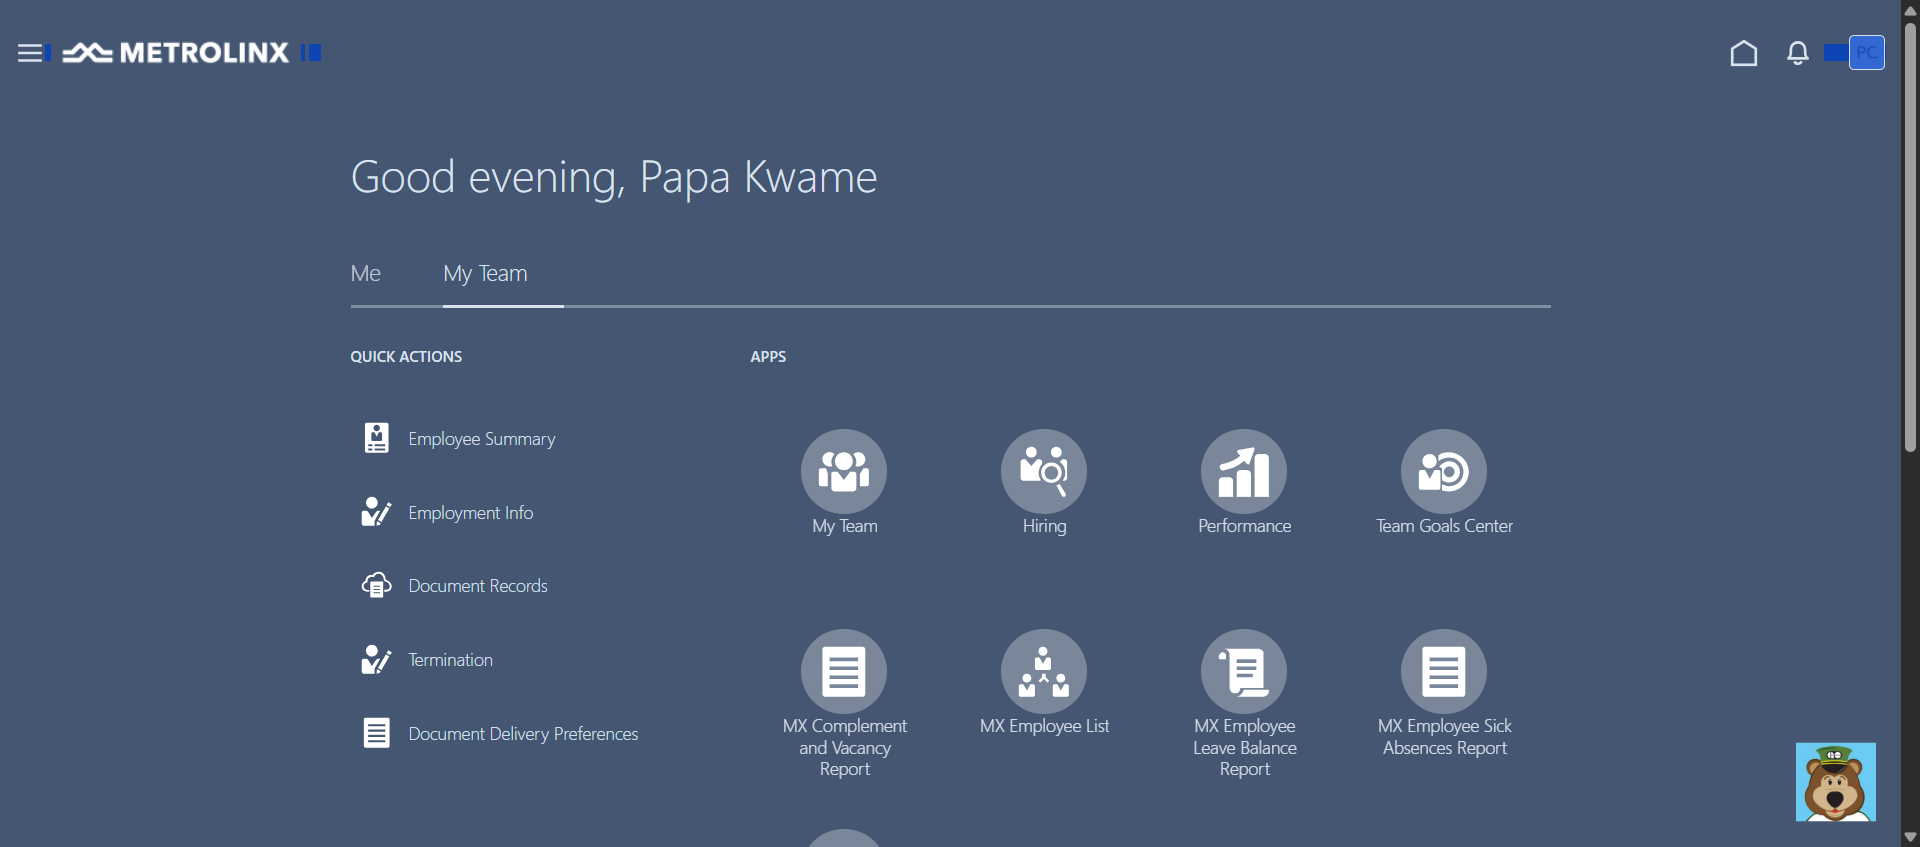 METROLINX
PC
Good evening, Papa Kwame
Me
My Team
QUICK ACTIONS
Employee Summary
Employment Info
Document Records
Termination
Document Delivery Preferences
APPS
My Team
Hiring
Performance
Team Goals Center
MX Complement
and Vacancy
Report
MX Employee List
MX Employee
Leave Balance
Report
MX Employee Sick
Absences Report